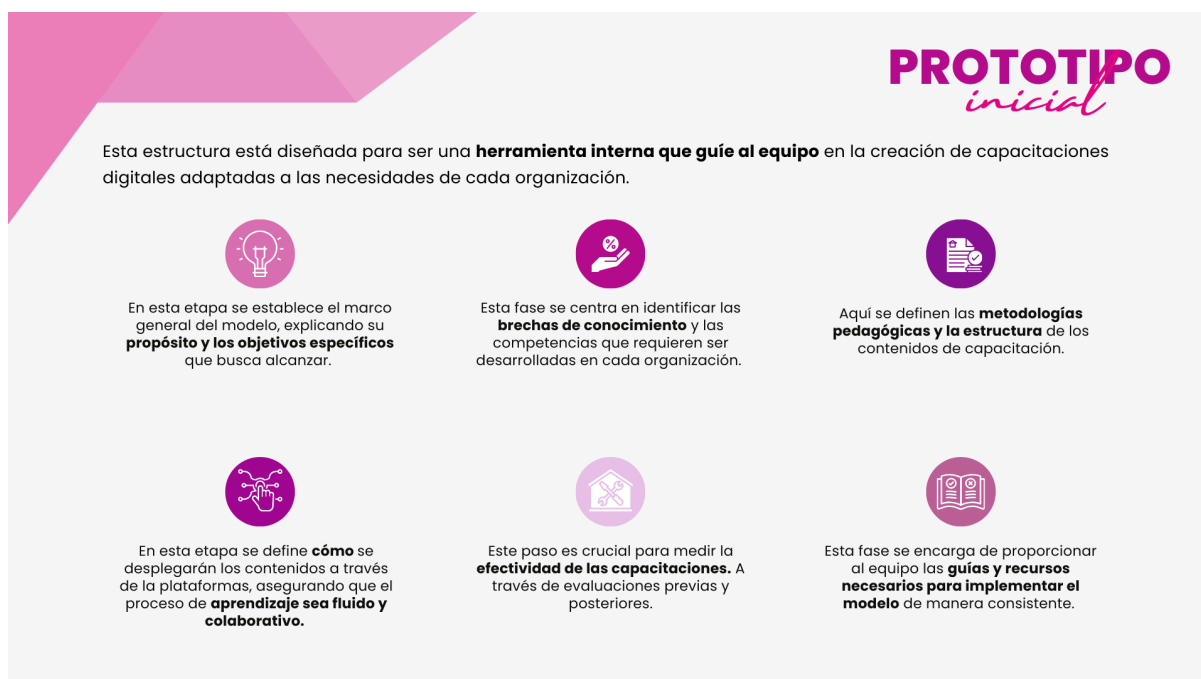 PROTOTIPO
inicial
Esta estructura está diseñada para ser una herramienta interna que guíe al equipo en la creación de capacitaciones
digitales adaptadas a las necesidades de cada organización.
En esta etapa se establece el marco
general del modelo, explicando su
propósito y los objetivos específicos
que busca alcanzar.
Esta fase se centra en identificar las
brechas de conocimiento y las
competencias que requieren ser
desarrolladas en cada organización.
Aquí se definen las metodologías
pedagógicas y la estructura de los
contenidos de capacitación.
En esta etapa se define cómo se
desplegarán los contenidos a través
de la plataformas, asegurando que el
proceso de aprendizaje sea fluido y
colaborativo.
Este paso es crucial para medir la
efectividad de las capacitaciones. A
través de evaluaciones previas y
posteriores.
Esta fase se encarga de proporcionar
al equipo las guías y recursos
necesarios para implementar el
modelo de manera consistente.